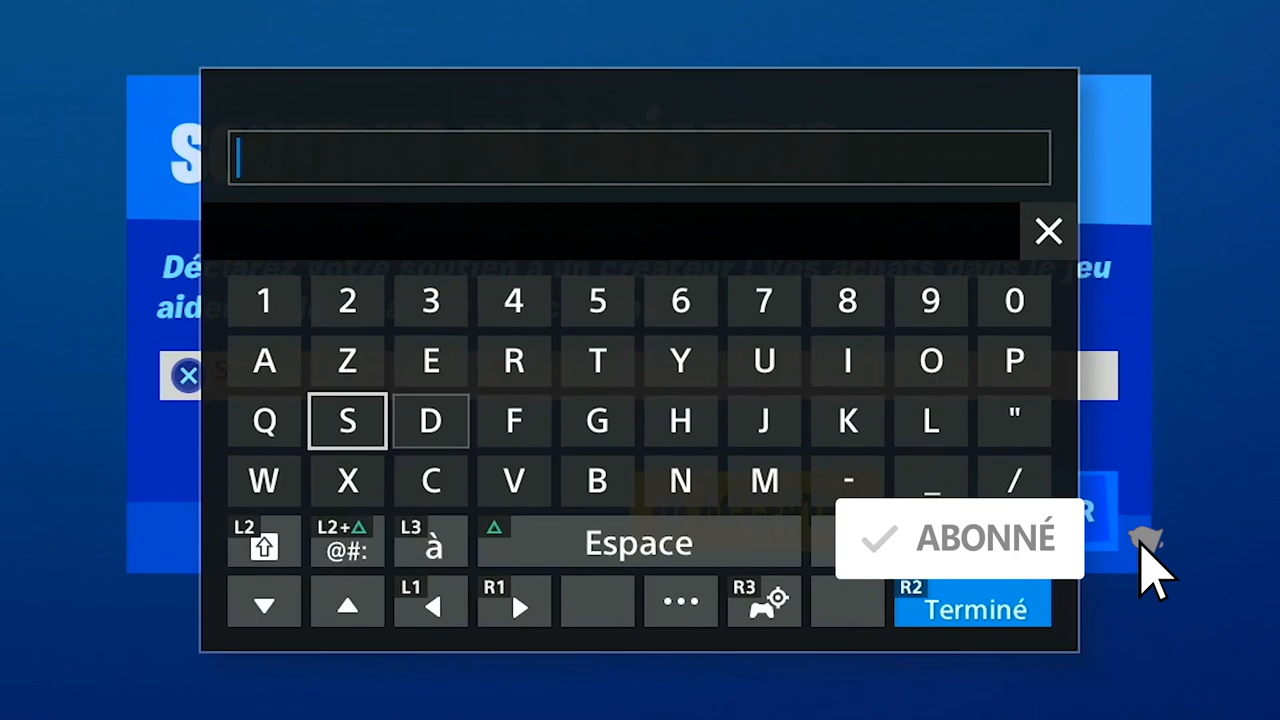 S
Déclarez votre soutien à un créateur ! Vos achats dans le jeu
aide
1 2 3 4 5 6 7 8 9 0
A Z E R T Y U I O P
Q S D F G H J K L "
W X C V B N M - _ /
L2 L2+△ @#: L3 à △ Espace
ABONNÉ
R
L1 R1 ... R3 R2 Terminé